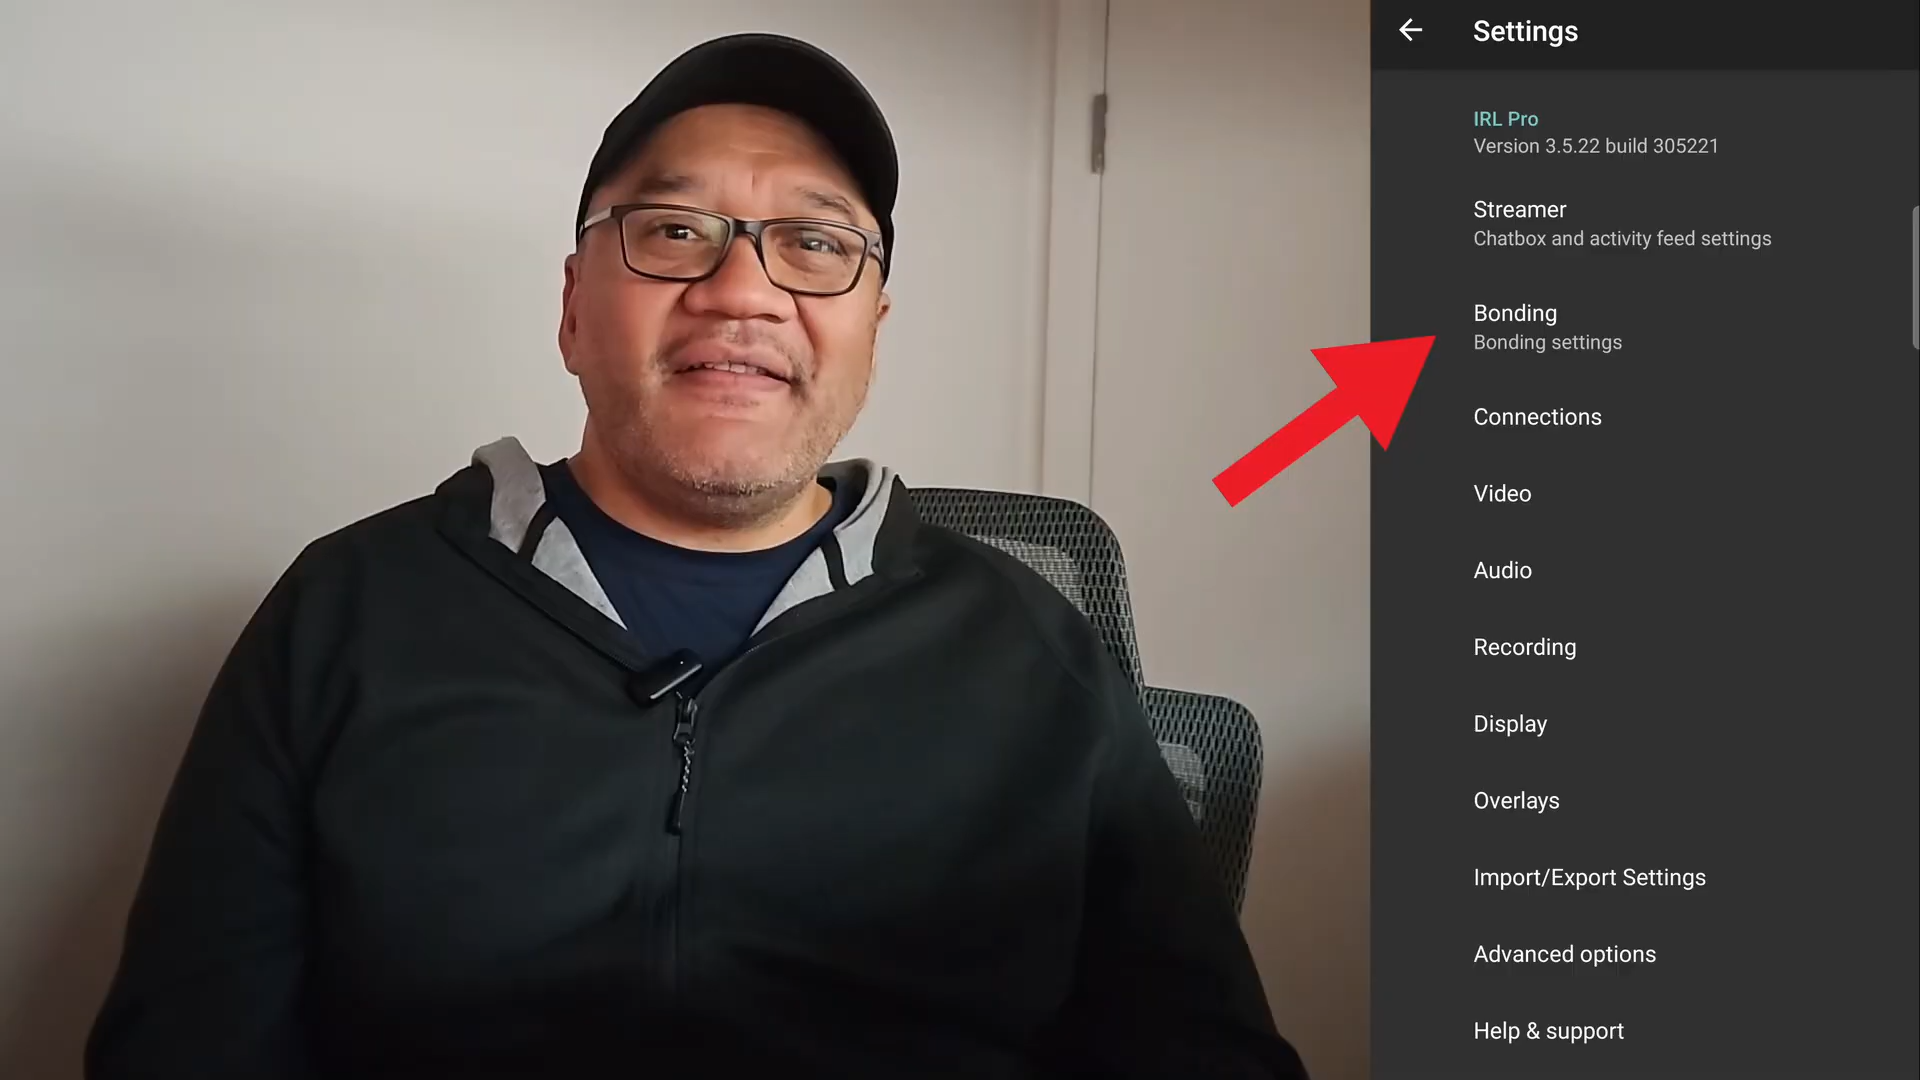 Settings
IRL Pro
Version 3.5.22 build 305221
Streamer
Chatbox and activity feed settings
Bonding
Bonding settings
Connections
Video
Audio
Recording
Display
Overlays
Import/Export Settings
Advanced options
Help & support